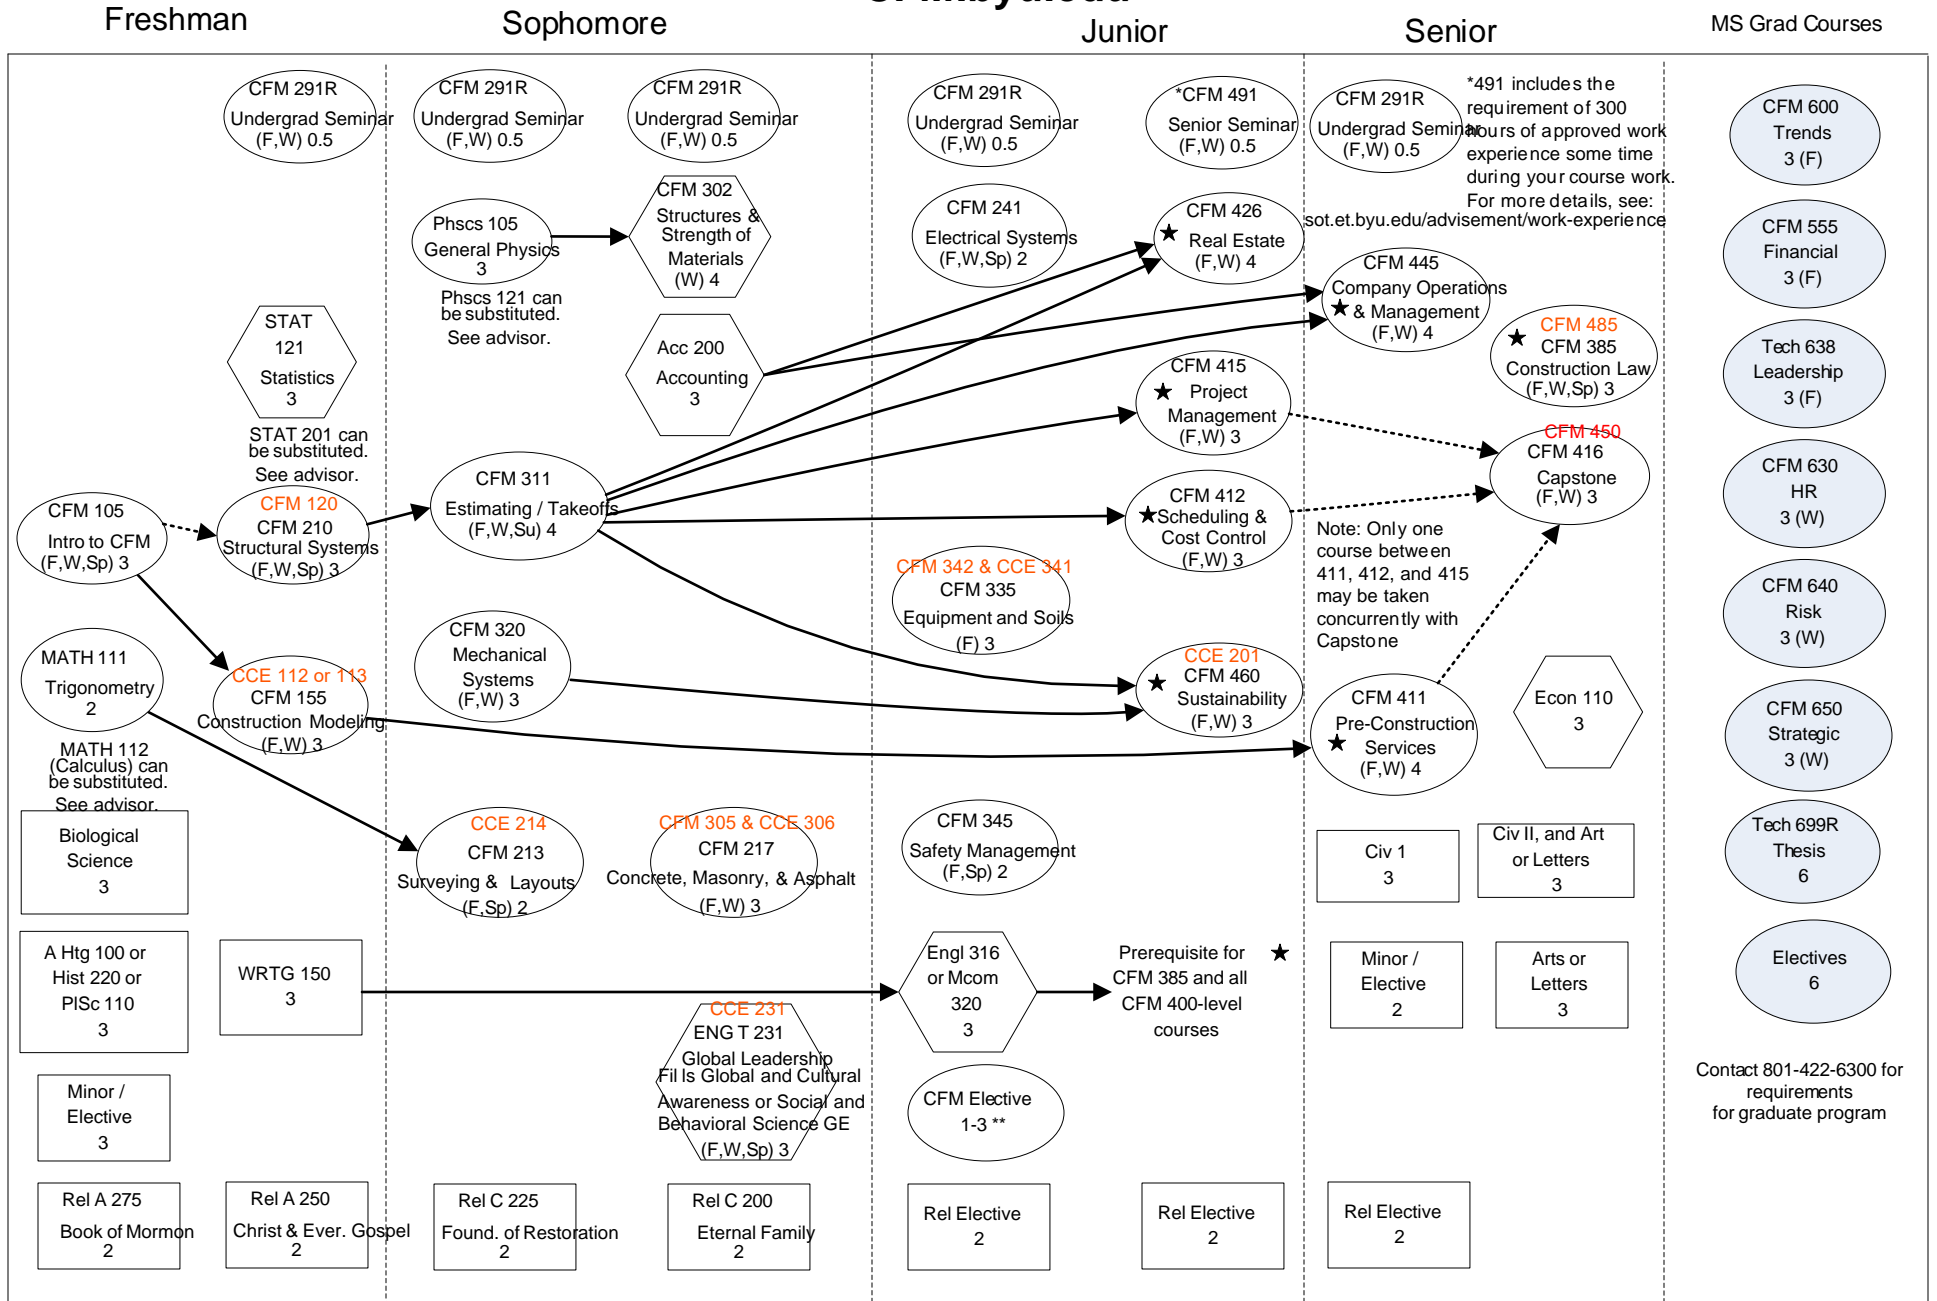 Freshman
Sophomore
Junior
Senior
MS Grad Courses
CFM 291R
Undergrad Seminar
(F,W) 0.5
CFM 291R
Undergrad Seminar
(F,W) 0.5
CFM 291R
Undergrad Seminar
(F,W) 0.5
CFM 291R
Undergrad Seminar
(F,W) 0.5
*CFM 491
Senior Seminar
(F,W) 0.5
CFM 291R
Undergrad Seminar
(F,W) 0.5
*491 includes the
requirement of 300
hours of approved work
experience some time
during your course work.
For more details, see:
sot.et.byu.edu/advisement/work-experience
CFM 600
Trends
3 (F)
Phscs 105
General Physics
3
Phscs 121 can
be substituted.
See advisor.
CFM 302
Structures &
Strength of
Materials
(W) 4
CFM 241
Electrical Systems
(F,W,Sp) 2
CFM 426
Real Estate
(F,W) 4
CFM 445
Company Operations
& Management
(F,W) 4
CFM 555
Financial
3 (F)
STAT
121
Statistics
3
STAT 201 can
be substituted.
See advisor.
Acc 200
Accounting
3
CFM 415
Project
Management
(F,W) 3
CFM 485
CFM 385
Construction Law
(F,W,Sp) 3
Tech 638
Leadership
3 (F)
CFM 105
Intro to CFM
(F,W,Sp) 3
CFM 120
CFM 210
Structural Systems
(F,W,Sp) 3
CFM 311
Estimating / Takeoffs
(F,W,Su) 4
CFM 412
Scheduling &
Cost Control
(F,W) 3
CFM 450
CFM 416
Capstone
(F,W) 3
Note: Only one
course between
411, 412, and 415
may be taken
concurrently with
Capstone
CFM 630
HR
3 (W)
CFM 342 & CCE 341
CFM 335
Equipment and Soils
(F) 3
CFM 640
Risk
3 (W)
MATH 111
Trigonometry
2
MATH 112
(Calculus) can
be substituted.
See advisor.
CCE 112 or 113
CFM 155
Construction Modeling
(F,W) 3
CFM 320
Mechanical
Systems
(F,W) 3
CCE 201
CFM 460
Sustainability
(F,W) 3
CFM 411
Pre-Construction
Services
(F,W) 4
Econ 110
3
CFM 650
Strategic
3 (W)
Biological
Science
3
CCE 214
CFM 213
Surveying & Layouts
(F,Sp) 2
CFM 305 & CCE 306
CFM 217
Concrete, Masonry, & Asphalt
(F,W) 3
CFM 345
Safety Management
(F,Sp) 2
Civ 1
3
Civ II, and Art
or Letters
3
Tech 699R
Thesis
6
A Htg 100 or
Hist 220 or
PlSc 110
3
WRTG 150
3
Engl 316
or Mcom
320
3
Prerequisite for
CFM 385 and all
CFM 400-level
courses
Minor /
Elective
2
Arts or
Letters
3
Electives
6
CCE 231
ENG T 231
Global Leadership
Fills Global and Cultural
Awareness or Social and
Behavioral Science GE
(F,W,Sp) 3
Minor /
Elective
3
CFM Elective
1-3 **
Contact 801-422-6300 for
requirements
for graduate program
Rel A 275
Book of Mormon
2
Rel A 250
Christ & Ever. Gospel
2
Rel C 225
Found. of Restoration
2
Rel C 200
Eternal Family
2
Rel Elective
2
Rel Elective
2
Rel Elective
2